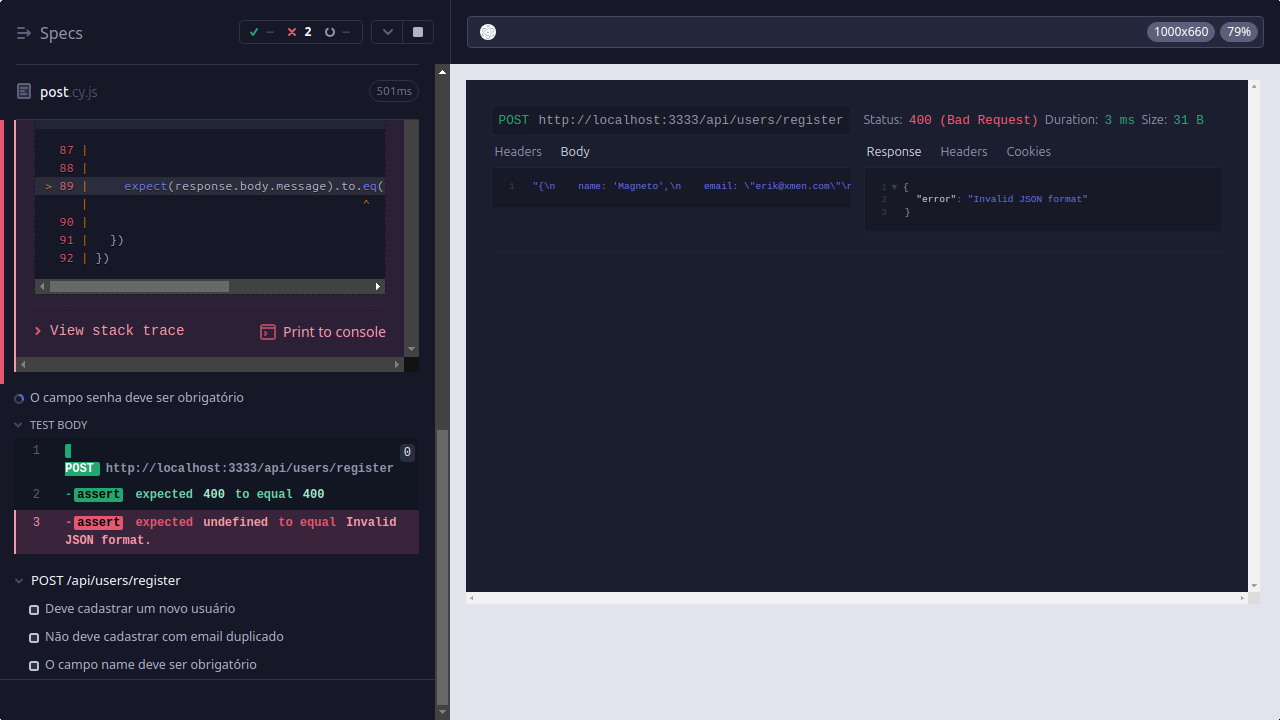 Specs
-- 2 --
1000x660 79%
post.cy.js 501ms
87 |
88 |
> 89 | expect(response.body.message).to.eq(
| ^
90 |
91 | })
92 | })
View stack trace Print to console
O campo senha deve ser obrigatório
TEST BODY
1 0
POST http://localhost:3333/api/users/register
2 -assert expected 400 to equal 400
3 -assert expected undefined to equal Invalid
JSON format.
POST /api/users/register
Deve cadastrar um novo usuário
Não deve cadastrar com email duplicado
O campo name deve ser obrigatório
POST http://localhost:3333/api/users/register
Headers Body
1 "{\n name: 'Magneto',\n email: \"erik@xmen.com\"\n
Status: 400 (Bad Request) Duration: 3 ms Size: 31 B
Response Headers Cookies
1 {
2 "error": "Invalid JSON format"
3 }